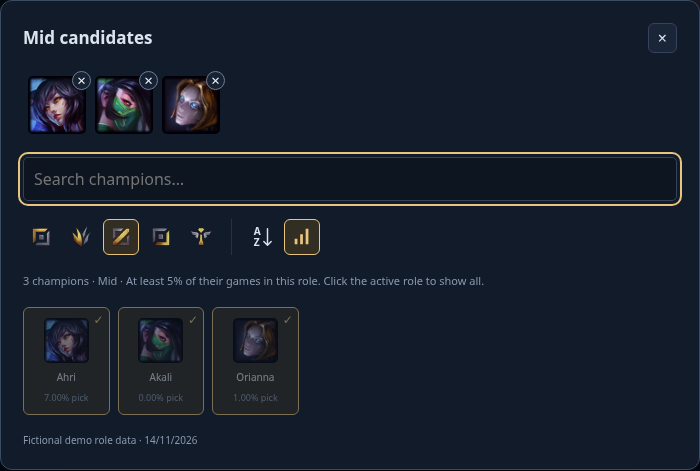 Mid candidates
Search champions...
A
Z
3 champions · Mid · At least 5% of their games in this role. Click the active role to show all.
Ahri
7.00% pick
Akali
0.00% pick
Orianna
1.00% pick
Fictional demo role data · 14/11/2026